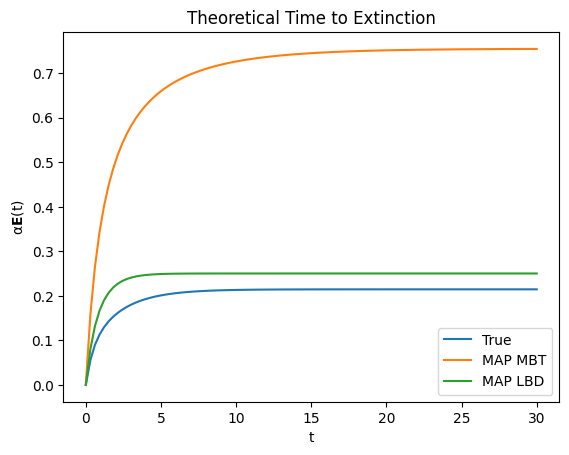 Theoretical Time to Extinction
α𝐄(t)
0.7
0.6
0.5
0.4
0.3
0.2
0.1
0.0
0 5 10 15 20 25 30
t
True
MAP MBT
MAP LBD